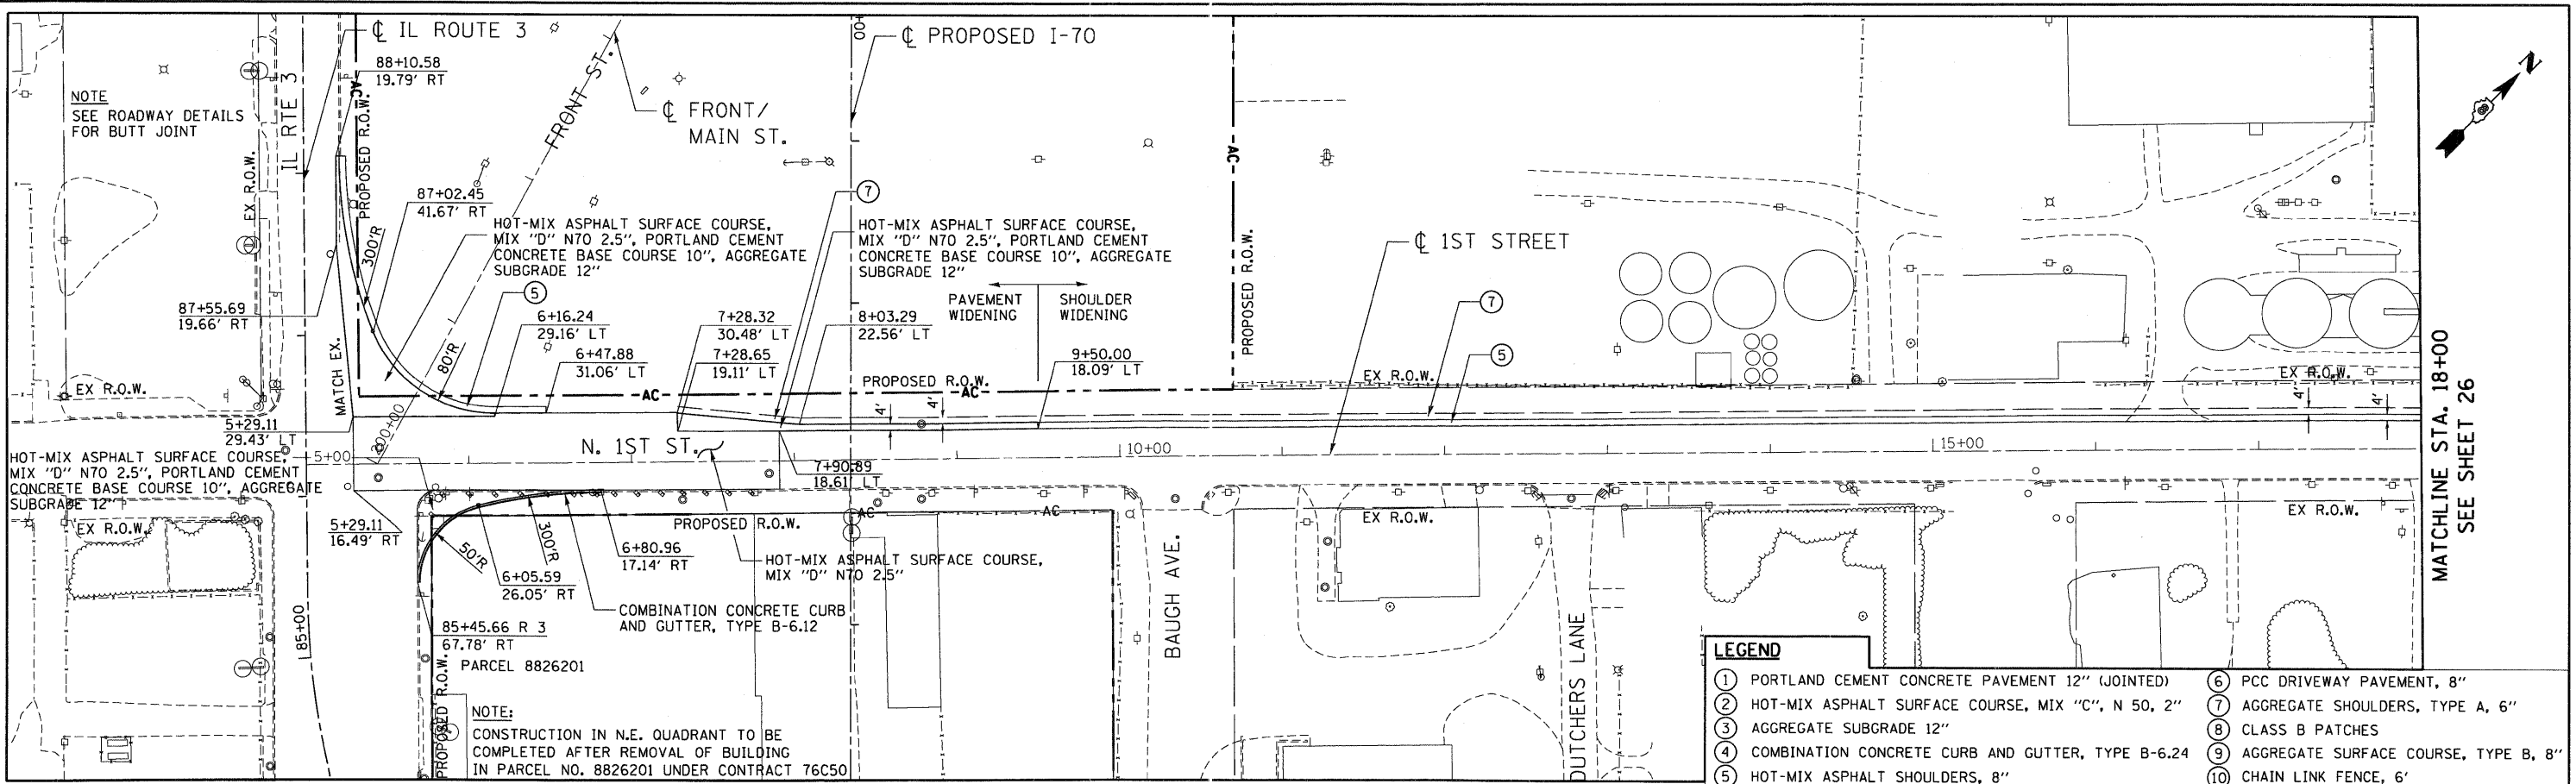 ℄ IL ROUTE 3
℄ PROPOSED I-70
88+10.58
19.79' RT
NOTE
SEE ROADWAY DETAILS
FOR BUTT JOINT
IL RTE 3
AC
PROPOSED R.O.W.
EX R.O.W.
FRONT ST.
℄ FRONT/
MAIN ST.
N
AC
PROPOSED R.O.W.
87+02.45
41.67' RT
300'R
HOT-MIX ASPHALT SURFACE COURSE,
MIX "D" N70 2.5", PORTLAND CEMENT
CONCRETE BASE COURSE 10", AGGREGATE
SUBGRADE 12"
7
HOT-MIX ASPHALT SURFACE COURSE,
MIX "D" N70 2.5", PORTLAND CEMENT
CONCRETE BASE COURSE 10", AGGREGATE
SUBGRADE 12"
℄ 1ST STREET
87+55.69
19.66' RT
5
6+16.24
29.16' LT
6+47.88
31.06' LT
7+28.32
30.48' LT
7+28.65
19.11' LT
8+03.29
22.56' LT
PAVEMENT
WIDENING
SHOULDER
WIDENING
9+50.00
18.09' LT
7
5
MATCH EX.
80'R
EX R.O.W.
AC
PROPOSED R.O.W.
AC
EX R.O.W.
EX R.O.W.
4'
4'
4'
4'
MATCHLINE STA. 18+00
SEE SHEET 26
5+29.11
29.43' LT
200+00
5+00
N. 1ST ST.
10+00
15+00
HOT-MIX ASPHALT SURFACE COURSE,
MIX "D" N70 2.5", PORTLAND CEMENT
CONCRETE BASE COURSE 10", AGGREGATE
SUBGRADE 12"
7+90.89
18.61' LT
EX R.O.W.
5+29.11
16.49' RT
50'R
300'R
PROPOSED R.O.W.
AC
AC
EX R.O.W.
EX R.O.W.
6+80.96
17.14' RT
HOT-MIX ASPHALT SURFACE COURSE,
MIX "D" N70 2.5"
6+05.59
26.05' RT
COMBINATION CONCRETE CURB
AND GUTTER, TYPE B-6.12
85+00
85+45.66 R 3
67.78' RT
PARCEL 8826201
PROPOSED R.O.W.
BAUGH AVE.
DUTCHERS LANE
NOTE:
CONSTRUCTION IN N.E. QUADRANT TO BE
COMPLETED AFTER REMOVAL OF BUILDING
IN PARCEL NO. 8826201 UNDER CONTRACT 76C50
LEGEND
1 PORTLAND CEMENT CONCRETE PAVEMENT 12" (JOINTED)
2 HOT-MIX ASPHALT SURFACE COURSE, MIX "C", N 50, 2"
3 AGGREGATE SUBGRADE 12"
4 COMBINATION CONCRETE CURB AND GUTTER, TYPE B-6.24
5 HOT-MIX ASPHALT SHOULDERS, 8"
6 PCC DRIVEWAY PAVEMENT, 8"
7 AGGREGATE SHOULDERS, TYPE A, 6"
8 CLASS B PATCHES
9 AGGREGATE SURFACE COURSE, TYPE B, 8"
10 CHAIN LINK FENCE, 6'